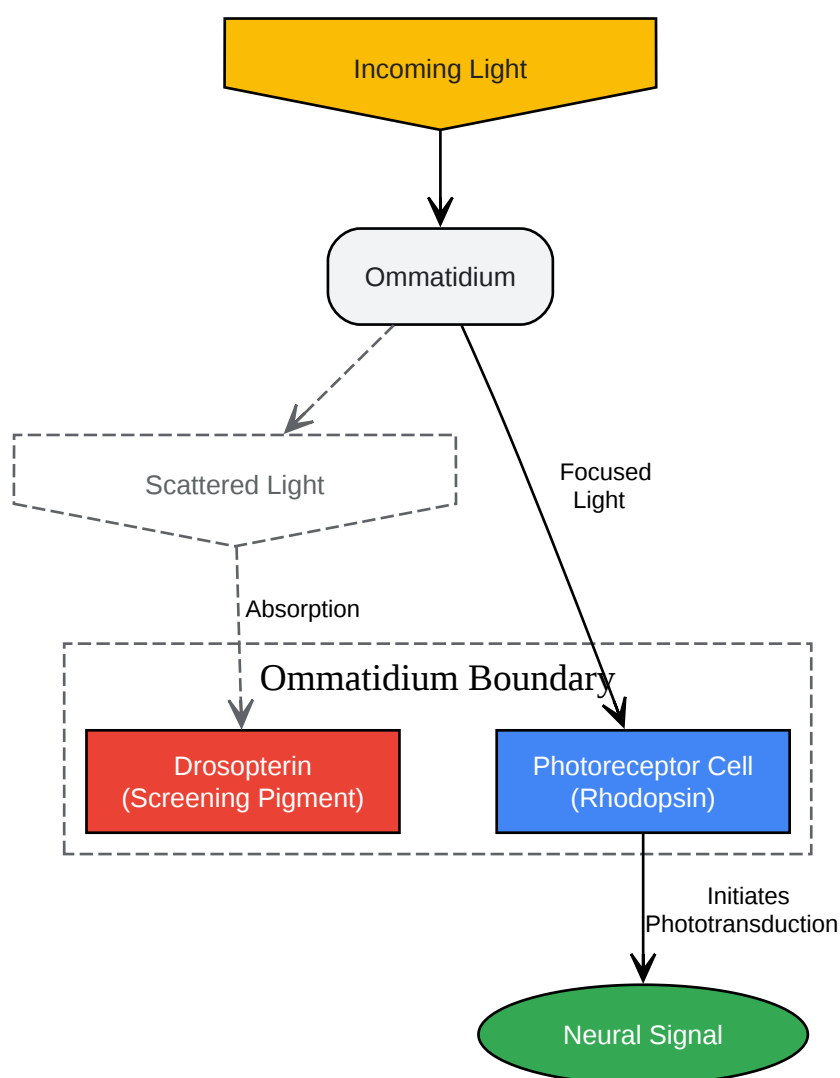 Incoming Light
Ommatidium
Scattered Light
Focused
Light
Absorption
Ommatidium Boundary
Drosopterin
(Screening Pigment)
Photoreceptor Cell
(Rhodopsin)
Initiates
Phototransduction
Neural Signal